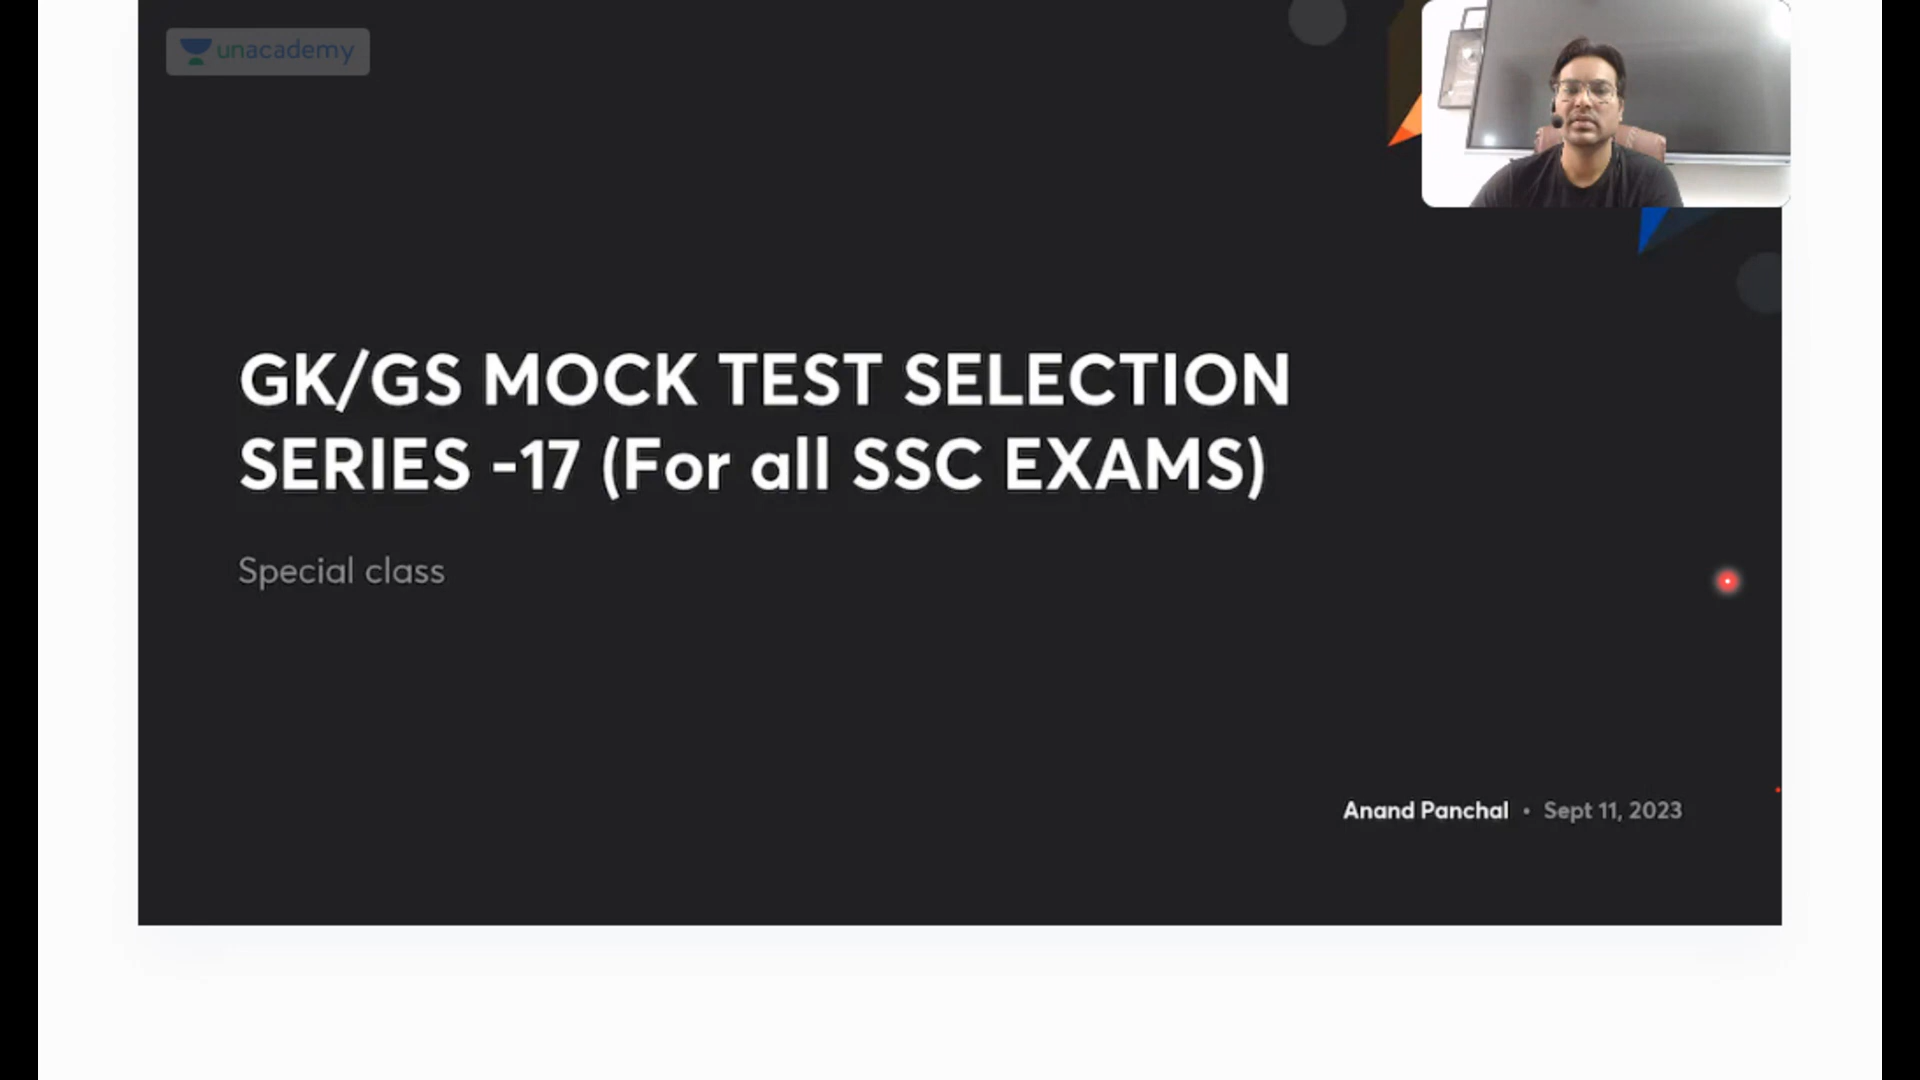 unacademy
GK/GS MOCK TEST SELECTION
SERIES -17 (For all SSC EXAMS)
Special class
Anand Panchal • Sept 11, 2023